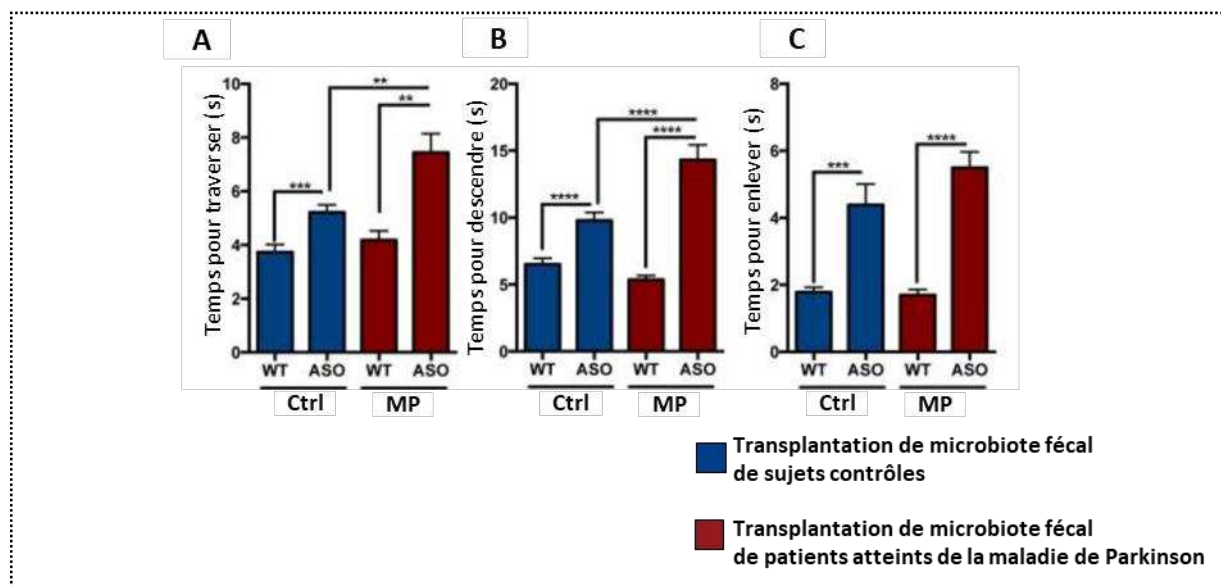 A
B
C
Temps pour traverser (s)
10
8
6
4
2
0
**
**
***
WT
ASO
WT
ASO
Ctrl
MP
Temps pour descendre (s)
20
15
10
5
0
****
****
****
WT
ASO
WT
ASO
Ctrl
MP
Temps pour enlever (s)
8
6
4
2
0
***
****
WT
ASO
WT
ASO
Ctrl
MP
Transplantation de microbiote fécal
de sujets contrôles
Transplantation de microbiote fécal
de patients atteints de la maladie de Parkinson